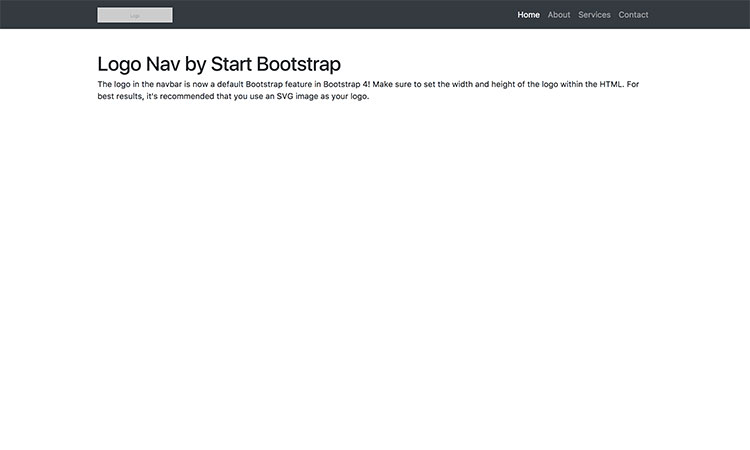 Logo
Home About Services Contact
Logo Nav by Start Bootstrap
The logo in the navbar is now a default Bootstrap feature in Bootstrap 4! Make sure to set the width and height of the logo within the HTML. For
best results, it's recommended that you use an SVG image as your logo.